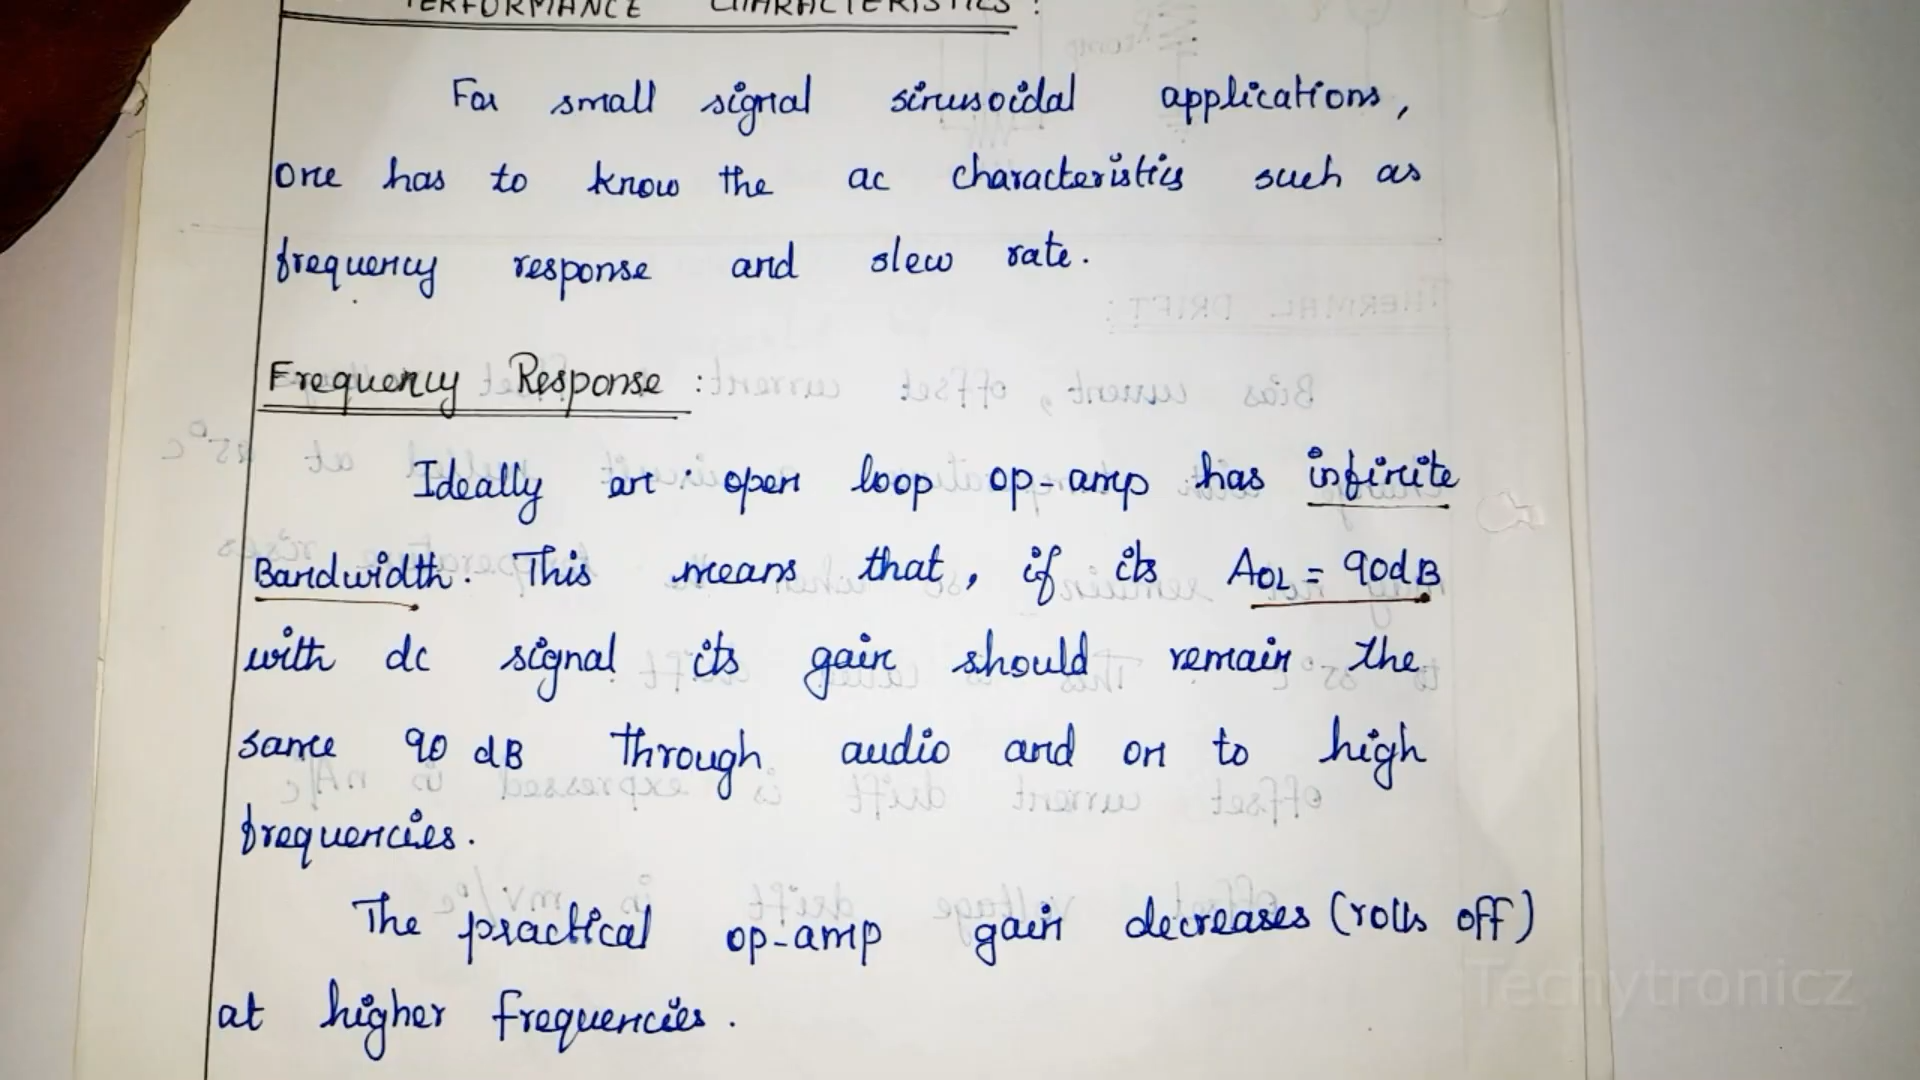 PERFORMANCE CHARACTERISTICS :
For small signal sinusoidal applications,
one has to know the ac characteristics such as
frequency response and slew rate.
Frequency Response :
Ideally an open loop op-amp has infinite
Bandwidth. This means that, if its AOL = 90dB
with dc signal its gain should remain the
same 90 dB through audio and on to high
frequencies.
The practical op-amp gain decreases (rolls off)
at higher frequencies.
Techytronicz